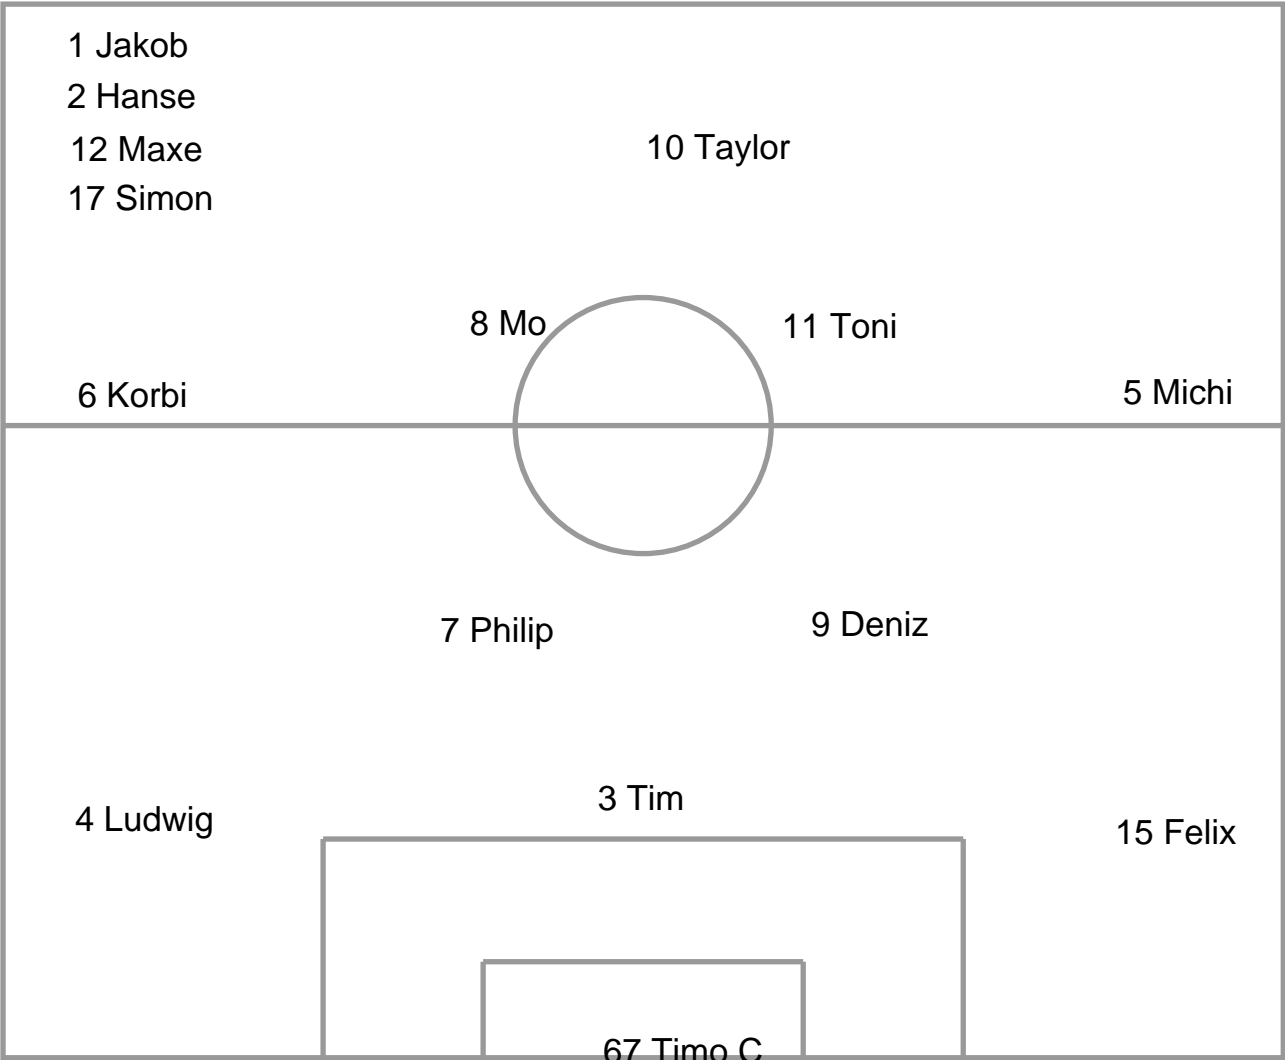 1 Jakob
2 Hanse
12 Maxe
10 Taylor
17 Simon
8 Mo
11 Toni
6 Korbi
5 Michi
7 Philip
9 Deniz
3 Tim
4 Ludwig
15 Felix
67 Timo C